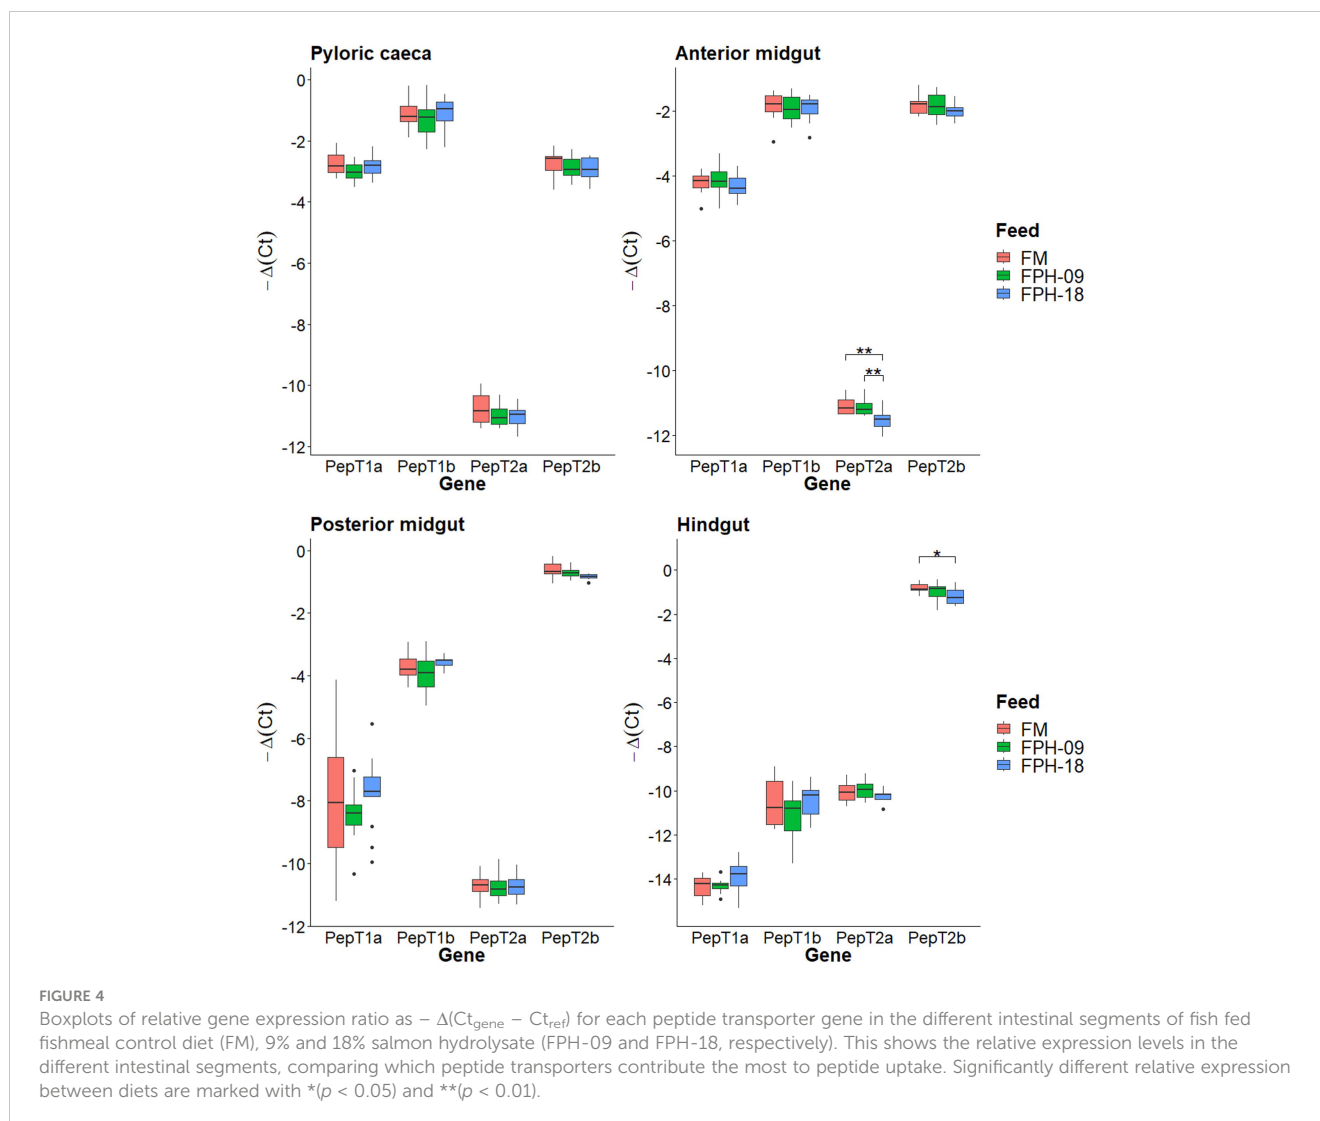 Pyloric caeca
Anterior midgut
0
-2
-4
-6
-8
-10
-12
− Δ(Ct)
PepT1a PepT1b PepT2a PepT2b
Gene
-2
-4
-6
-8
-10
-12
− Δ(Ct)
**
**
PepT1a PepT1b PepT2a PepT2b
Gene
Feed
FM
FPH-09
FPH-18
Posterior midgut
Hindgut
0
-2
-4
-6
-8
-10
-12
− Δ(Ct)
PepT1a PepT1b PepT2a PepT2b
Gene
0
-2
-4
-6
-8
-10
-12
-14
− Δ(Ct)
*
PepT1a PepT1b PepT2a PepT2b
Gene
Feed
FM
FPH-09
FPH-18
FIGURE 4
Boxplots of relative gene expression ratio as − Δ(Ctgene − Ctref) for each peptide transporter gene in the different intestinal segments of fish fed
fishmeal control diet (FM), 9% and 18% salmon hydrolysate (FPH-09 and FPH-18, respectively). This shows the relative expression levels in the
different intestinal segments, comparing which peptide transporters contribute the most to peptide uptake. Significantly different relative expression
between diets are marked with *(p < 0.05) and **(p < 0.01).